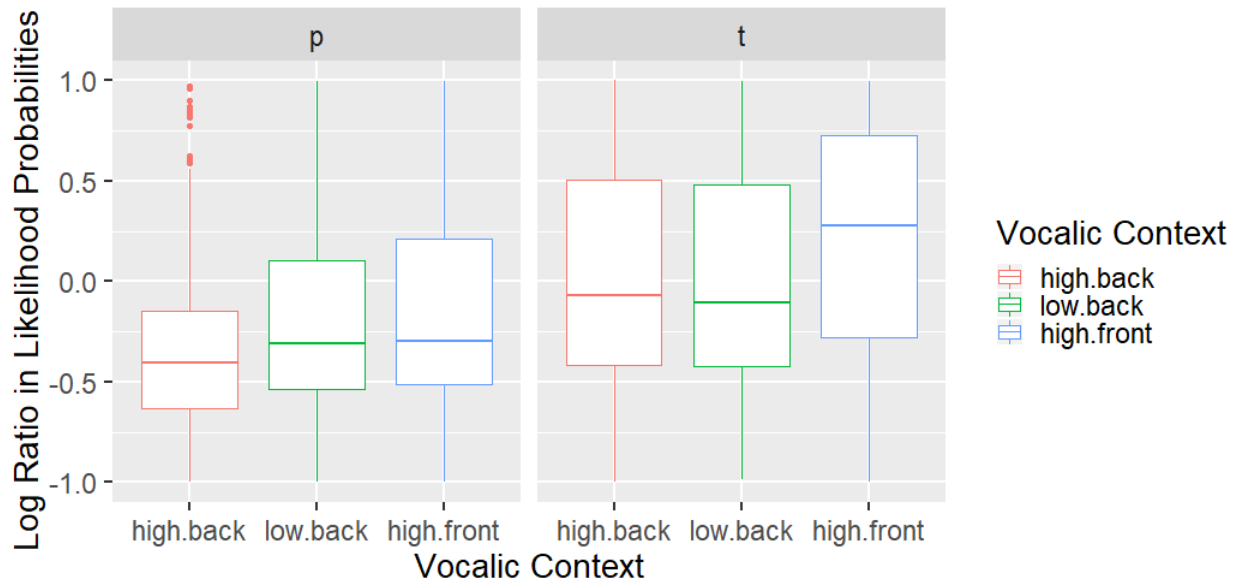 Log Ratio in Likelihood Probabilities
p
t
1.0
0.5
0.0
-0.5
-1.0
high.back low.back high.front
high.back low.back high.front
Vocalic Context
Vocalic Context
high.back
low.back
high.front